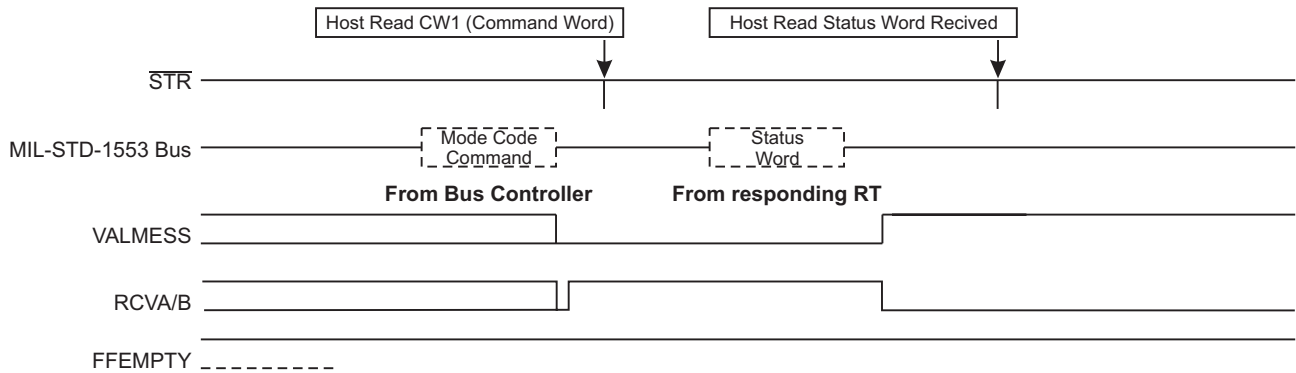 Host Read CW1 (Command Word)
Host Read Status Word Recived
STR
MIL-STD-1553 Bus
Mode Code
Command
Status
Word
From Bus Controller
From responding RT
VALMESS
RCVA/B
FFEMPTY